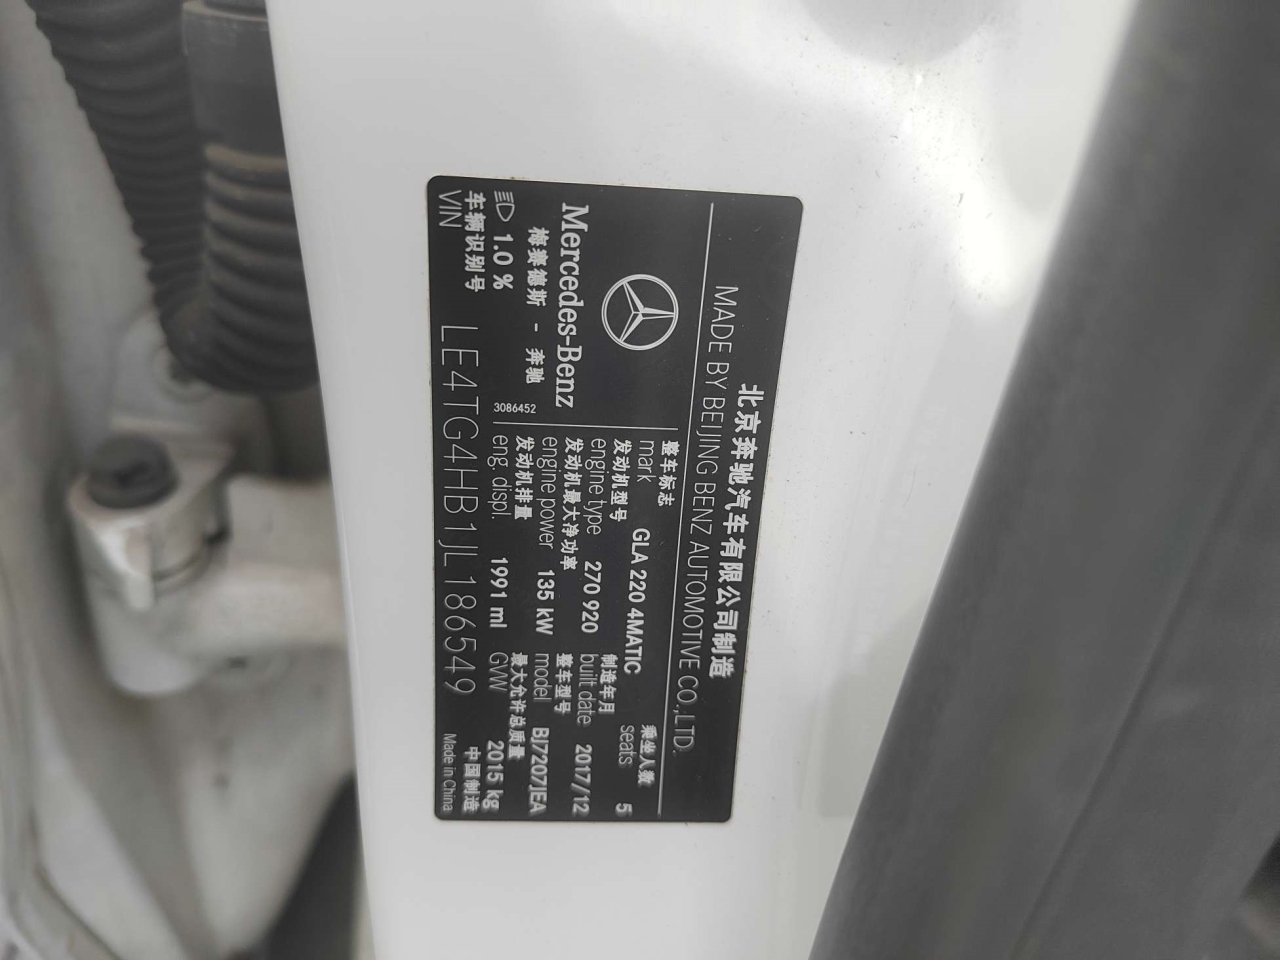 北京奔驰汽车有限公司制造
MADE BY BEIJING BENZ AUTOMOTIVE CO.,LTD.
Mercedes-Benz
梅赛德斯 - 奔驰
1.0 %
3086452
整车标志
mark GLA 220 4MATIC
乘坐人数
seats 5
发动机型号
engine type 270 920
制造年月
built date 2017/12
发动机最大净功率
engine power 135 kW
整车型号
model BJ7207JEA
发动机排量
eng. displ. 1991 ml
最大允许总质量
GVW 2015 kg
车辆识别号
VIN LE4TG4HB1JL186549
中国制造
Made in China